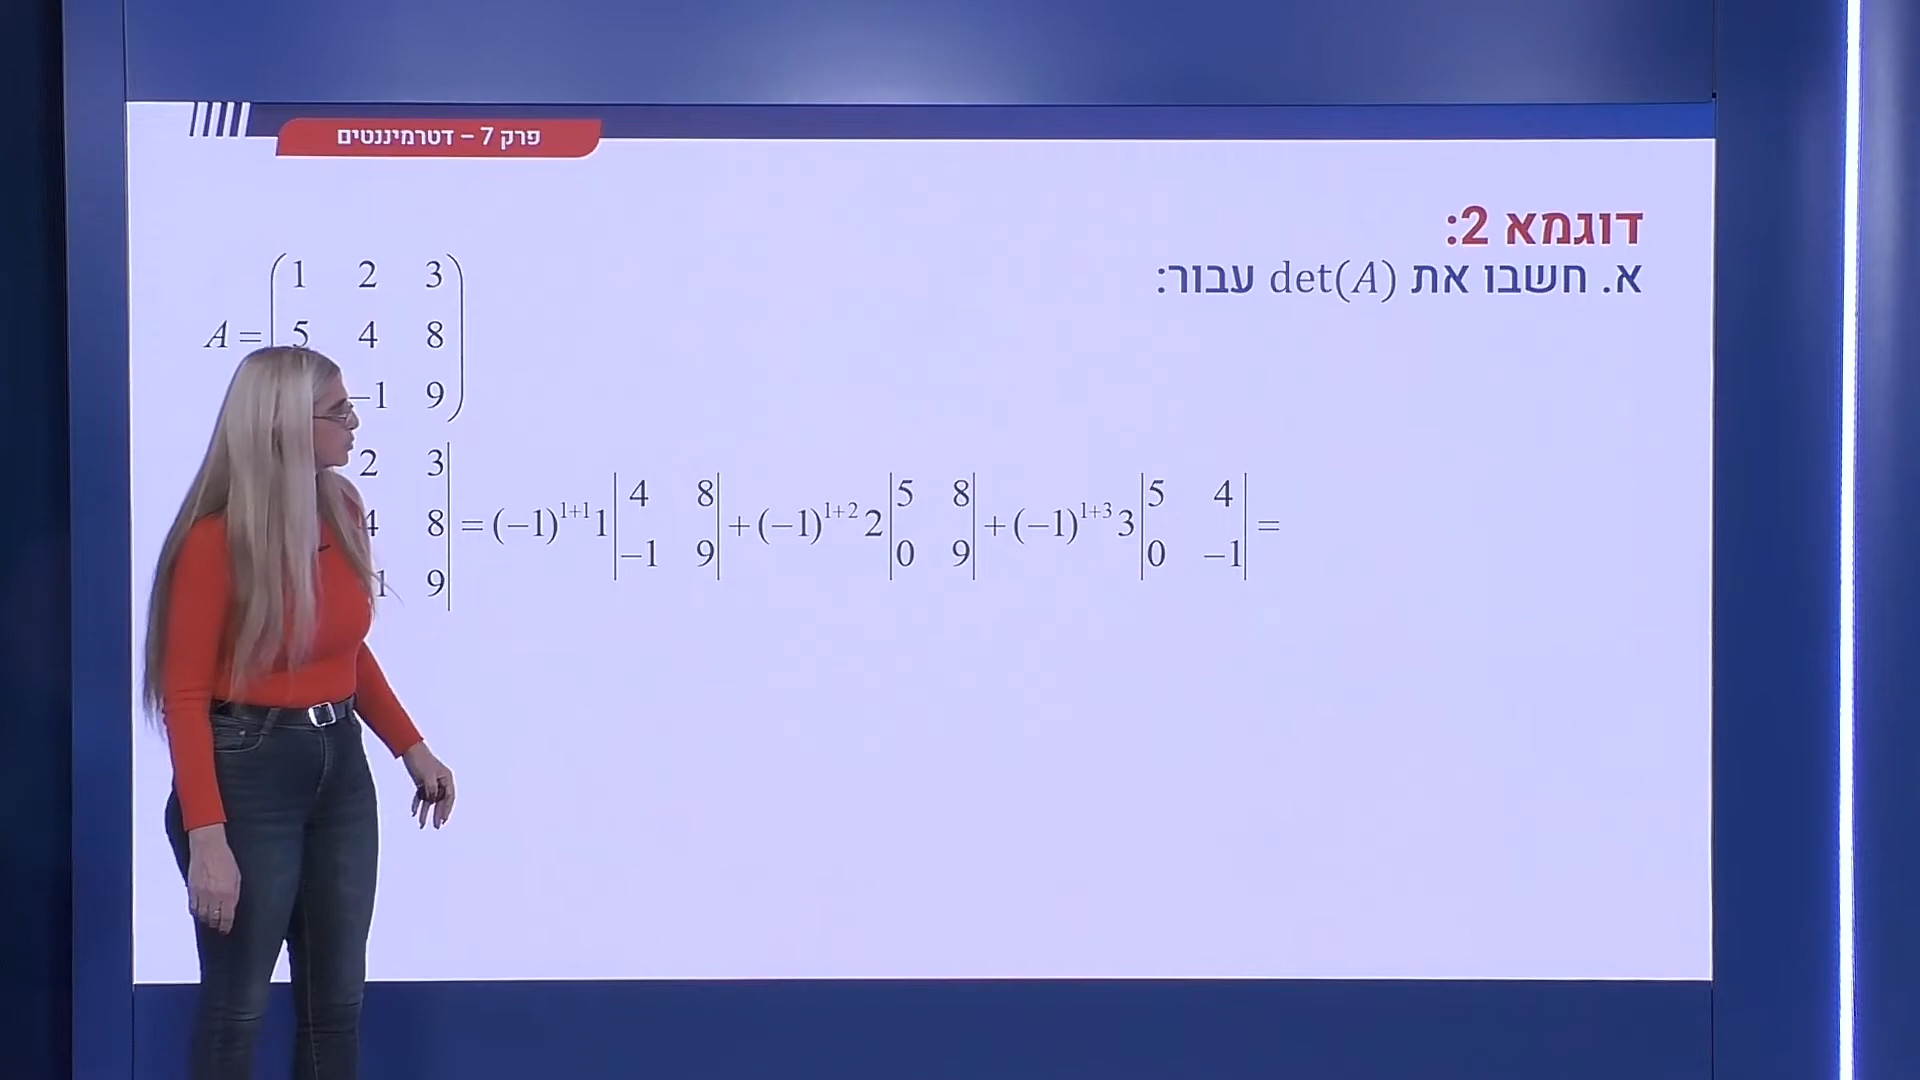 פרק 7 – דטרמיננטים
דוגמא 2:
א. חשבו את det(A) עבור:
1 2 3
A = 5 4 8
−1 9
2 3
4 8 = (−1)^{1+1} 1 |4 8; −1 9| + (−1)^{1+2} 2 |5 8; 0 9| + (−1)^{1+3} 3 |5 4; 0 −1| =
1 9